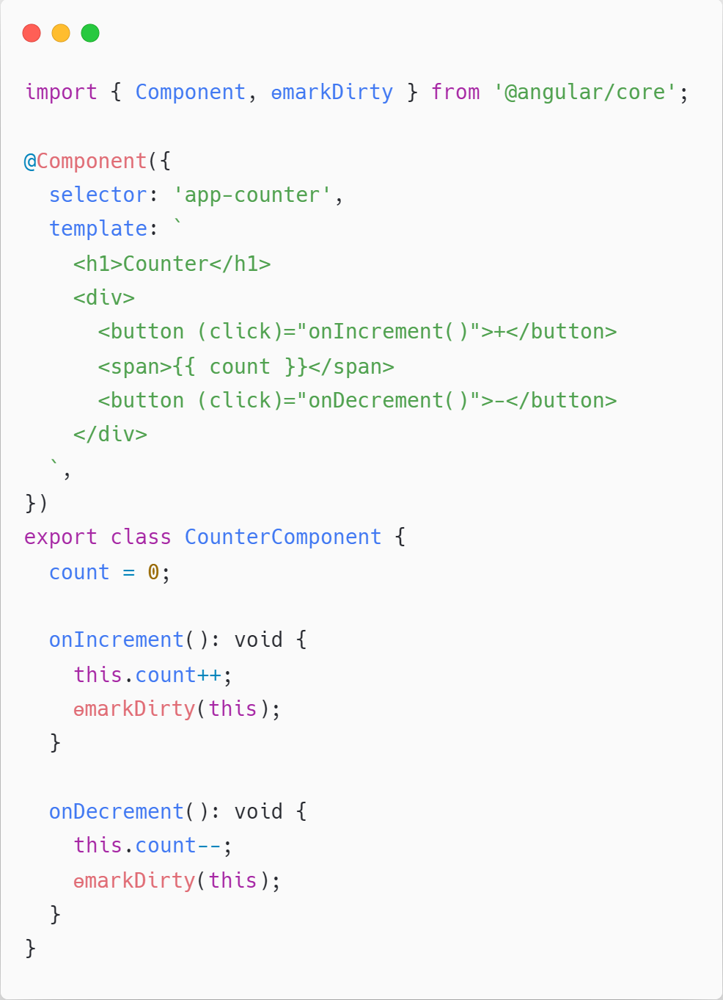 import { Component, ɵmarkDirty } from '@angular/core';

@Component({
  selector: 'app-counter',
  template: `
    <h1>Counter</h1>
    <div>
      <button (click)="onIncrement()">+</button>
      <span>{{ count }}</span>
      <button (click)="onDecrement()">-</button>
    </div>
  `,
})
export class CounterComponent {
  count = 0;

  onIncrement(): void {
    this.count++;
    ɵmarkDirty(this);
  }

  onDecrement(): void {
    this.count--;
    ɵmarkDirty(this);
  }
}